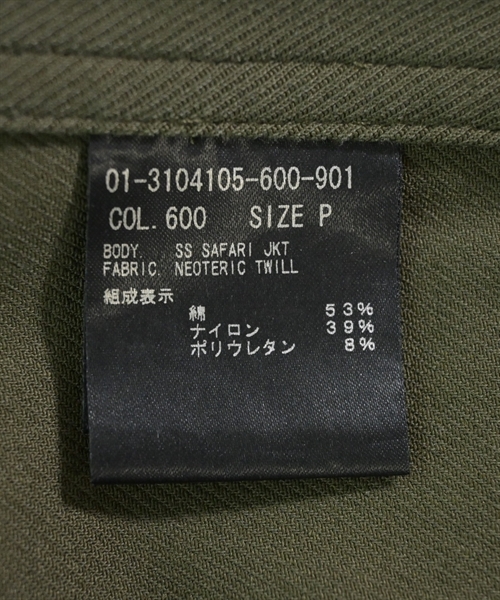 01-3104105-600-901
COL. 600 SIZE P
BODY. SS SAFARI JKT
FABRIC. NEOTERIC TWILL
組成表示
綿 53%
ナイロン 39%
ポリウレタン 8%